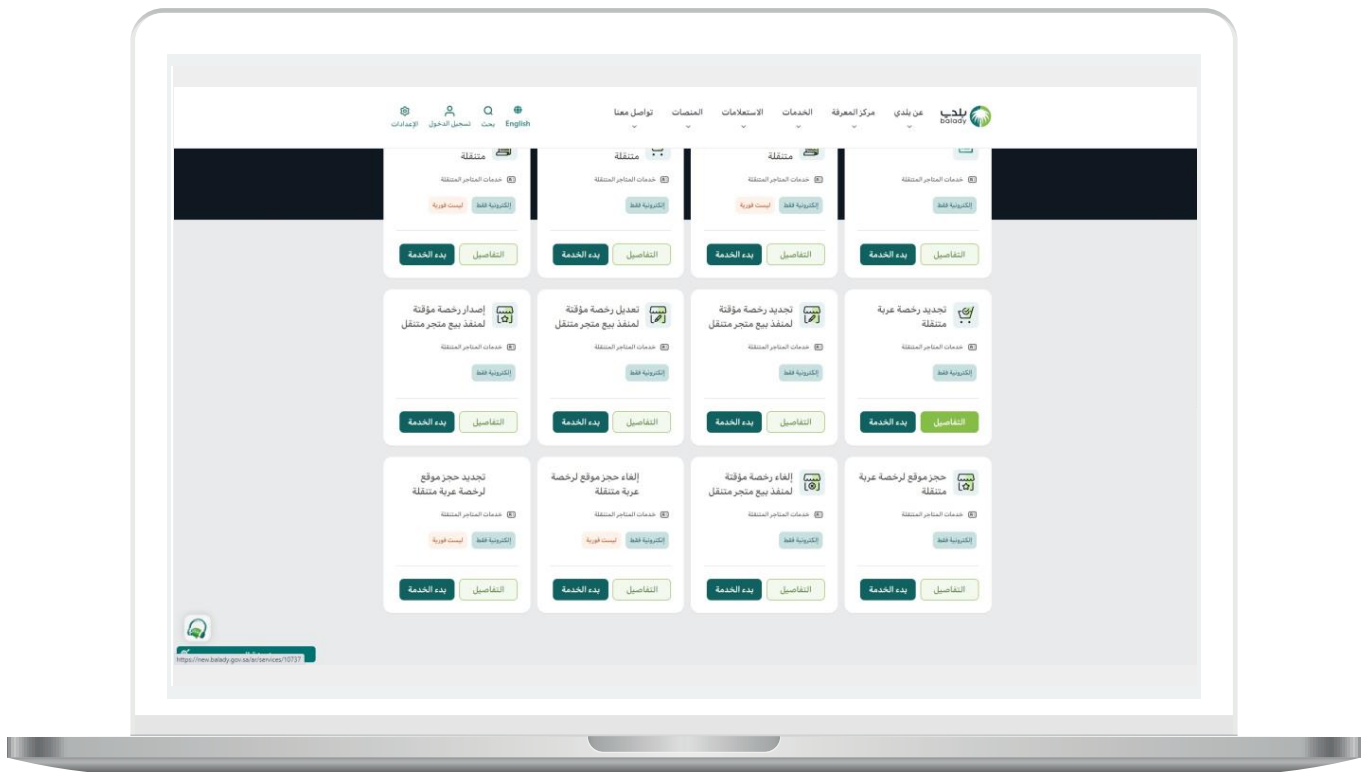 بلدي
balady
عن بلدي
مركز المعرفة
الخدمات
الاستعلامات
المنصات
تواصل معنا
English
بحث
تسجيل الدخول
الإعدادات
متنقلة
متنقلة
متنقلة
خدمات المتاجر المتنقلة
خدمات المتاجر المتنقلة
خدمات المتاجر المتنقلة
خدمات المتاجر المتنقلة
إلكترونية فقط
إلكترونية فقط ليست فورية
إلكترونية فقط
إلكترونية فقط ليست فورية
التفاصيل بدء الخدمة
التفاصيل بدء الخدمة
التفاصيل بدء الخدمة
التفاصيل بدء الخدمة
تجديد رخصة عربة
متنقلة
خدمات المتاجر المتنقلة
إلكترونية فقط
التفاصيل بدء الخدمة
تجديد رخصة مؤقتة
لمنفذ بيع متجر متنقل
خدمات المتاجر المتنقلة
إلكترونية فقط
التفاصيل بدء الخدمة
تعديل رخصة مؤقتة
لمنفذ بيع متجر متنقل
خدمات المتاجر المتنقلة
إلكترونية فقط
التفاصيل بدء الخدمة
إصدار رخصة مؤقتة
لمنفذ بيع متجر متنقل
خدمات المتاجر المتنقلة
إلكترونية فقط
التفاصيل بدء الخدمة
حجز موقع لرخصة عربة
متنقلة
خدمات المتاجر المتنقلة
إلكترونية فقط
التفاصيل بدء الخدمة
إلغاء رخصة مؤقتة
لمنفذ بيع متجر متنقل
خدمات المتاجر المتنقلة
إلكترونية فقط
التفاصيل بدء الخدمة
إلغاء حجز موقع لرخصة
عربة متنقلة
خدمات المتاجر المتنقلة
إلكترونية فقط ليست فورية
التفاصيل بدء الخدمة
تجديد حجز موقع
لرخصة عربة متنقلة
خدمات المتاجر المتنقلة
إلكترونية فقط ليست فورية
التفاصيل بدء الخدمة
https://new.balady.gov.sa/ar/services/10737